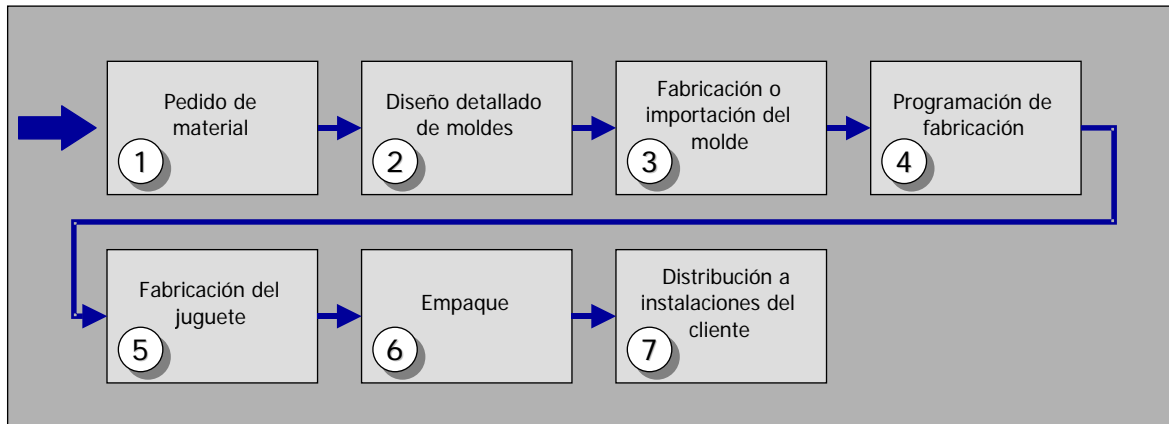 Pedido de
material
1
Diseño detallado
de moldes
2
Fabricación o
importación del
molde
3
Programación de
fabricación
4
Fabricación del
juguete
5
Empaque
6
Distribución a
instalaciones del
cliente
7